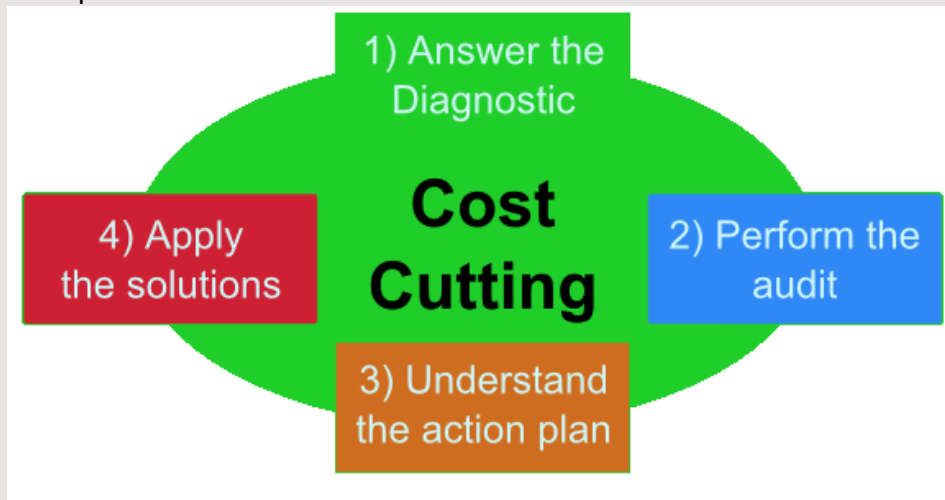 1) Answer the
Diagnostic
Cost
Cutting
2) Perform the
audit
3) Understand
the action plan
4) Apply
the solutions